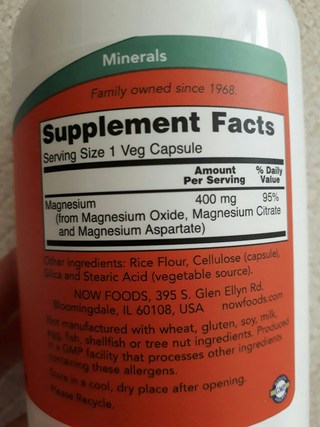 Minerals
Family owned since 1968.
Supplement Facts
Serving Size 1 Veg Capsule
Amount Per Serving % Daily Value
Magnesium 400 mg 95%
(from Magnesium Oxide, Magnesium Citrate
and Magnesium Aspartate)
Other ingredients: Rice Flour, Cellulose (capsule),
Silica and Stearic Acid (vegetable source).
NOW FOODS, 395 S. Glen Ellyn Rd.
Bloomingdale, IL 60108, USA nowfoods.com
Not manufactured with wheat, gluten, soy, milk,
egg, fish, shellfish or tree nut ingredients. Produced
in a GMP facility that processes other ingredients
containing these allergens.
Store in a cool, dry place after opening.
Please Recycle.